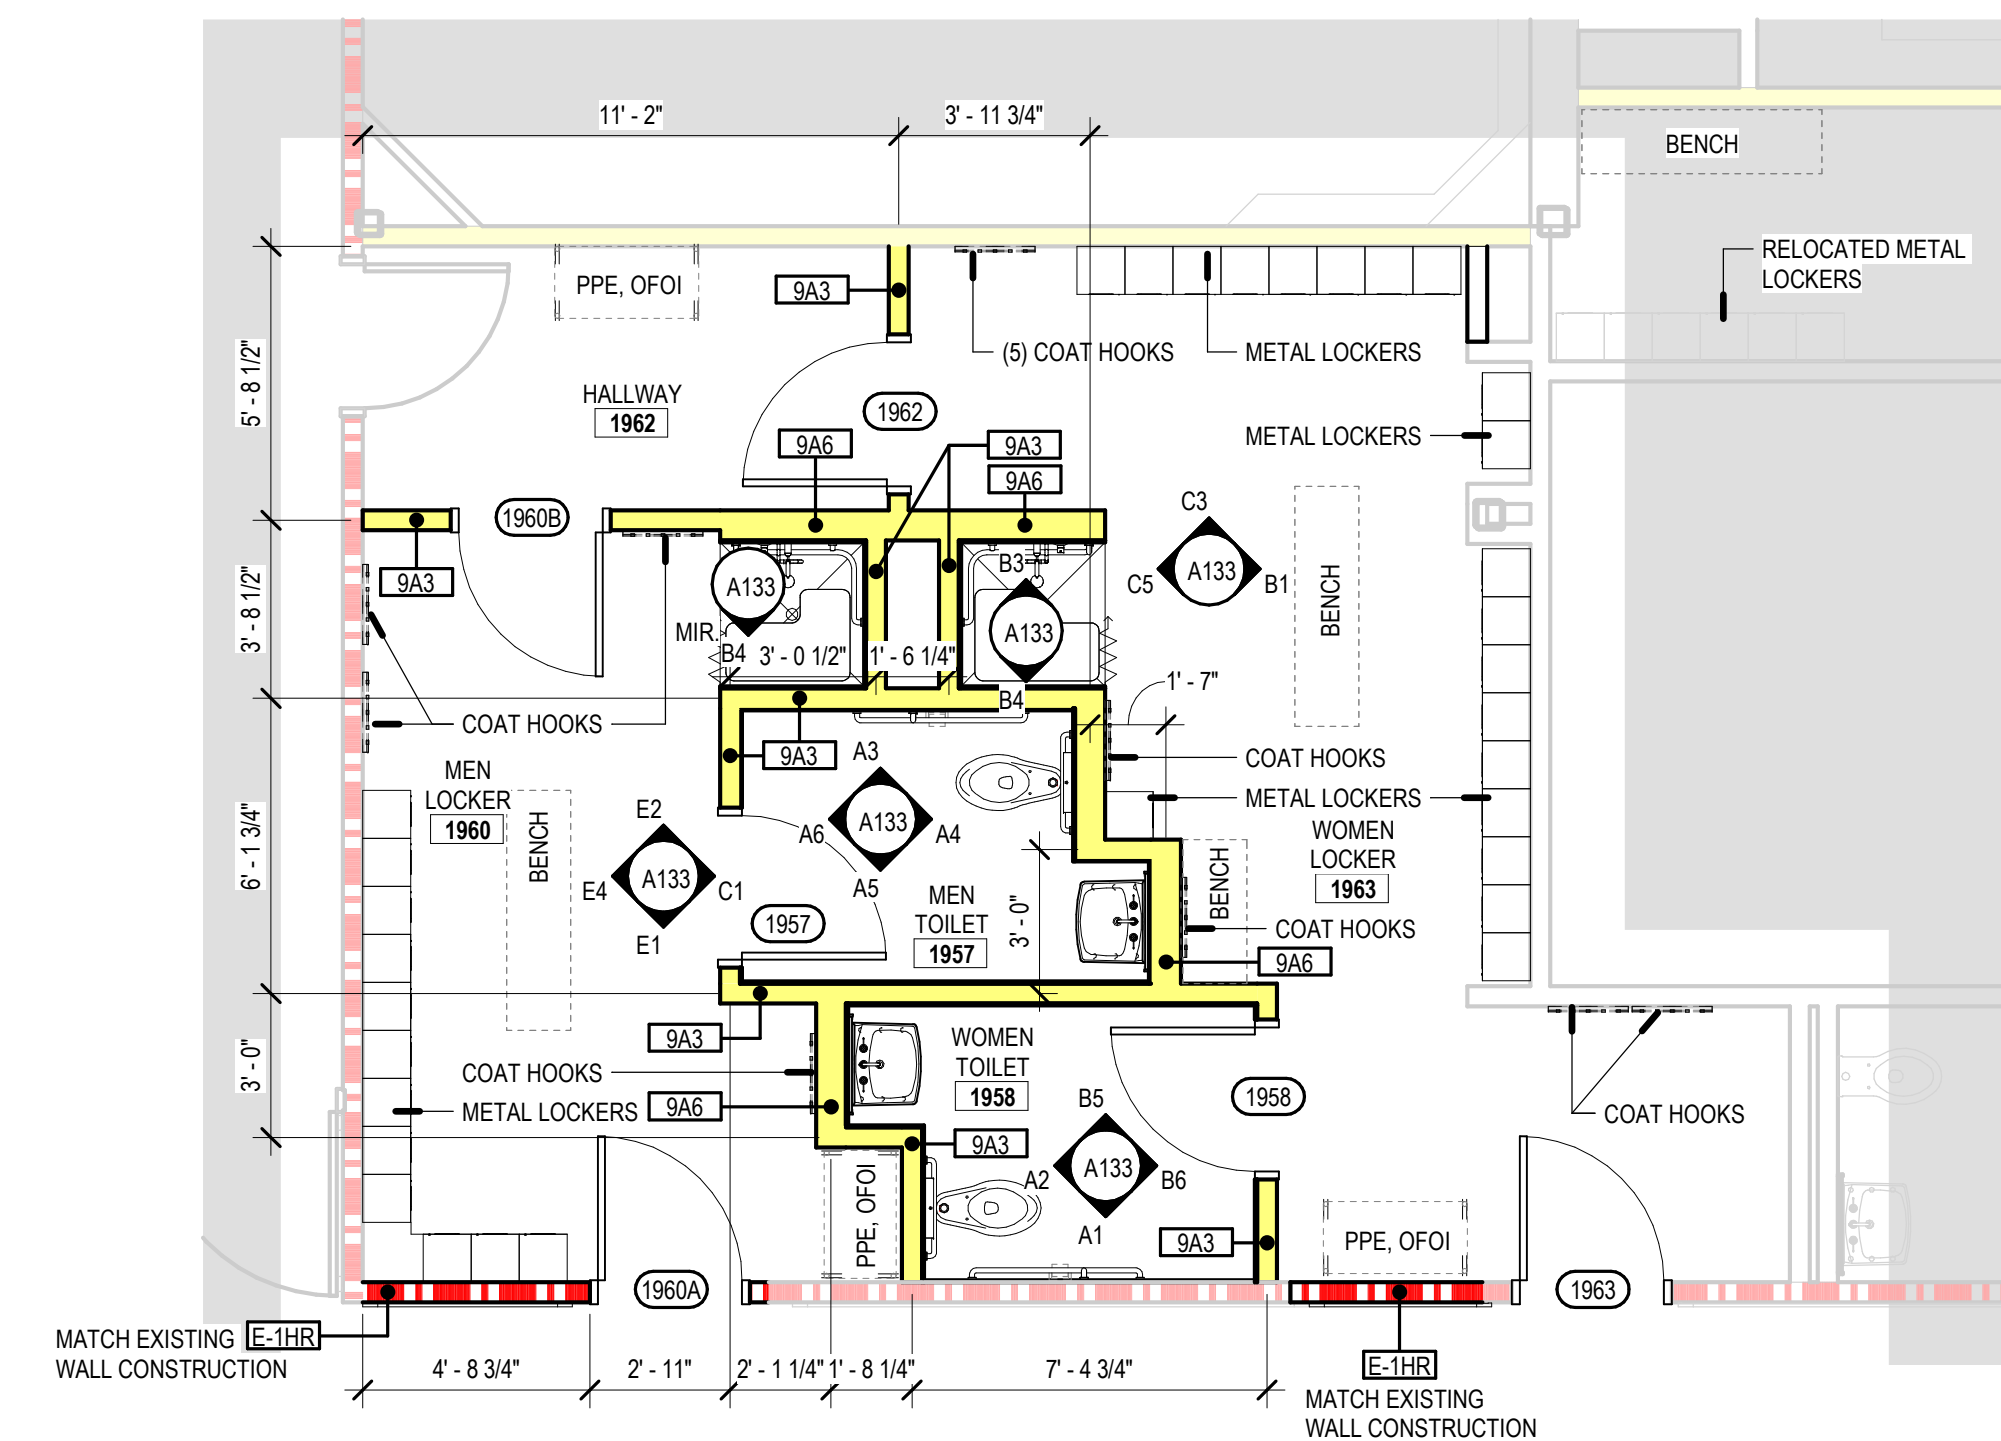 11' - 2"
3' - 11 3/4"
BENCH
RELOCATED METAL
LOCKERS
PPE, OFOI
9A3
(5) COAT HOOKS
METAL LOCKERS
5' - 8 1/2"
HALLWAY
1962
1962
9A6
9A3
9A6
METAL LOCKERS
1960B
9A3
C3
C5
A133
B1
BENCH
A133
MIR.
B4
B3
A133
B4
3' - 8 1/2"
3' - 0 1/2"
1' - 6 1/4"
1' - 7"
COAT HOOKS
9A3
COAT HOOKS
METAL LOCKERS
MEN
LOCKER
1960
BENCH
A3
A6
A133
A4
A5
E2
E4
A133
C1
E1
WOMEN
LOCKER
1963
BENCH
6' - 1 3/4"
1957
MEN
TOILET
1957
3' - 0"
COAT HOOKS
9A6
9A3
WOMEN
TOILET
1958
3' - 0"
COAT HOOKS
METAL LOCKERS
9A6
9A3
B5
A2
A133
B6
A1
1958
COAT HOOKS
PPE, OFOI
9A3
PPE, OFOI
1960A
1963
MATCH EXISTING
WALL CONSTRUCTION
E-1HR
4' - 8 3/4"
2' - 11"
2' - 1 1/4"
1' - 8 1/4"
7' - 4 3/4"
E-1HR
MATCH EXISTING
WALL CONSTRUCTION